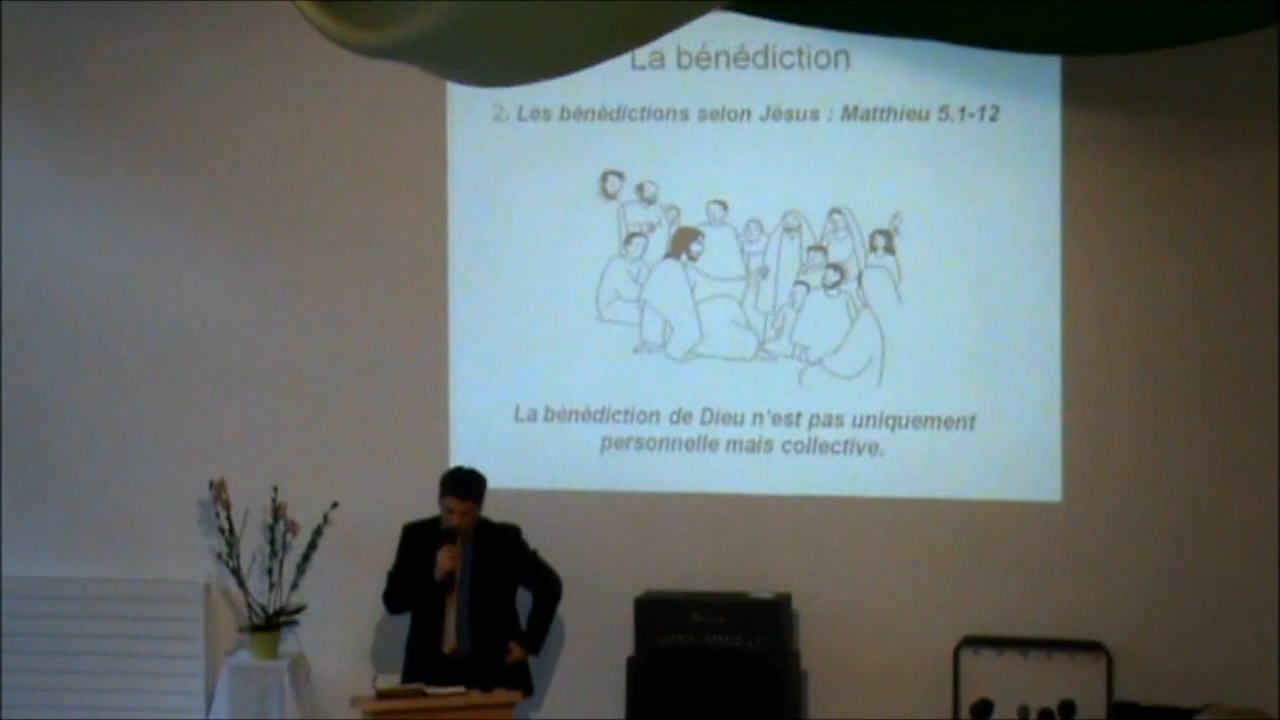 La bénédiction
2. Les bénédictions selon Jésus : Matthieu 5.1-12
La bénédiction de Dieu n'est pas uniquement
personnelle mais collective.